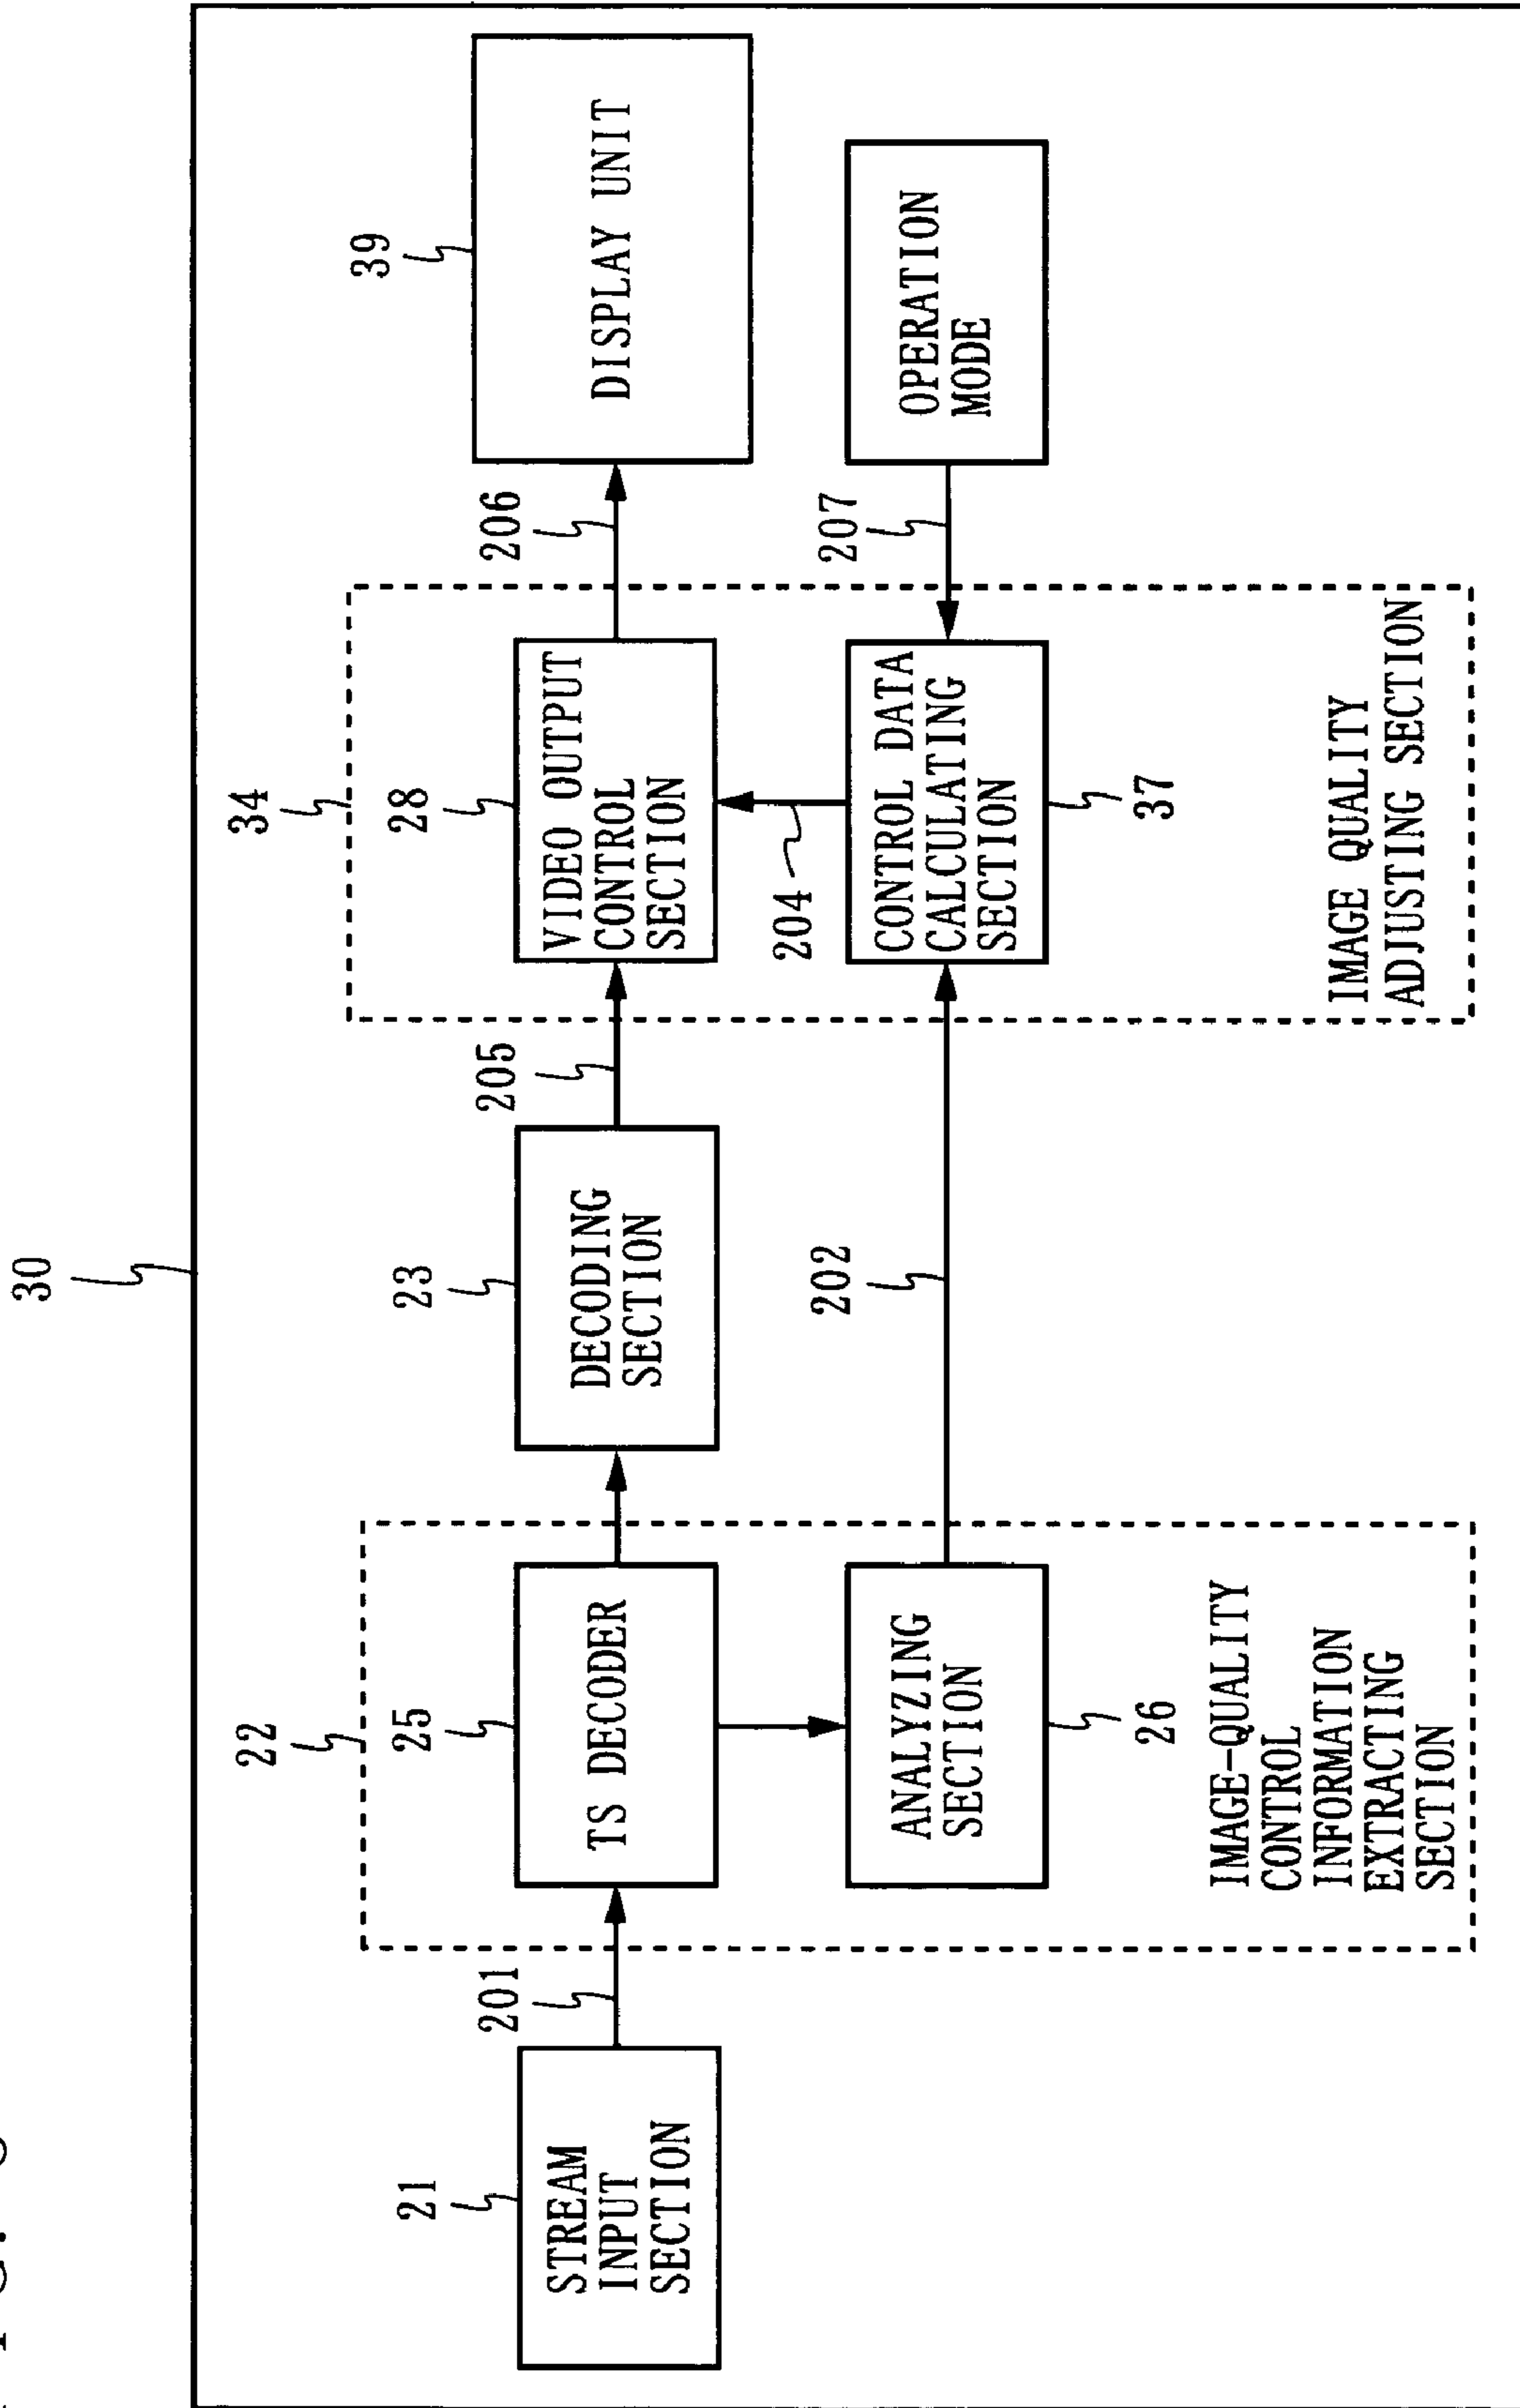 30
22
34
21
25
23
28
39
STREAM
INPUT
SECTION
201
TS DECODER
DECODING
SECTION
205
VIDEO OUTPUT
CONTROL
SECTION
206
DISPLAY UNIT
204
202
207
ANALYZING
SECTION
CONTROL DATA
CALCULATING
SECTION
OPERATION
MODE
26
37
IMAGE-QUALITY
CONTROL
INFORMATION
EXTRACTING
SECTION
IMAGE QUALITY
ADJUSTING SECTION